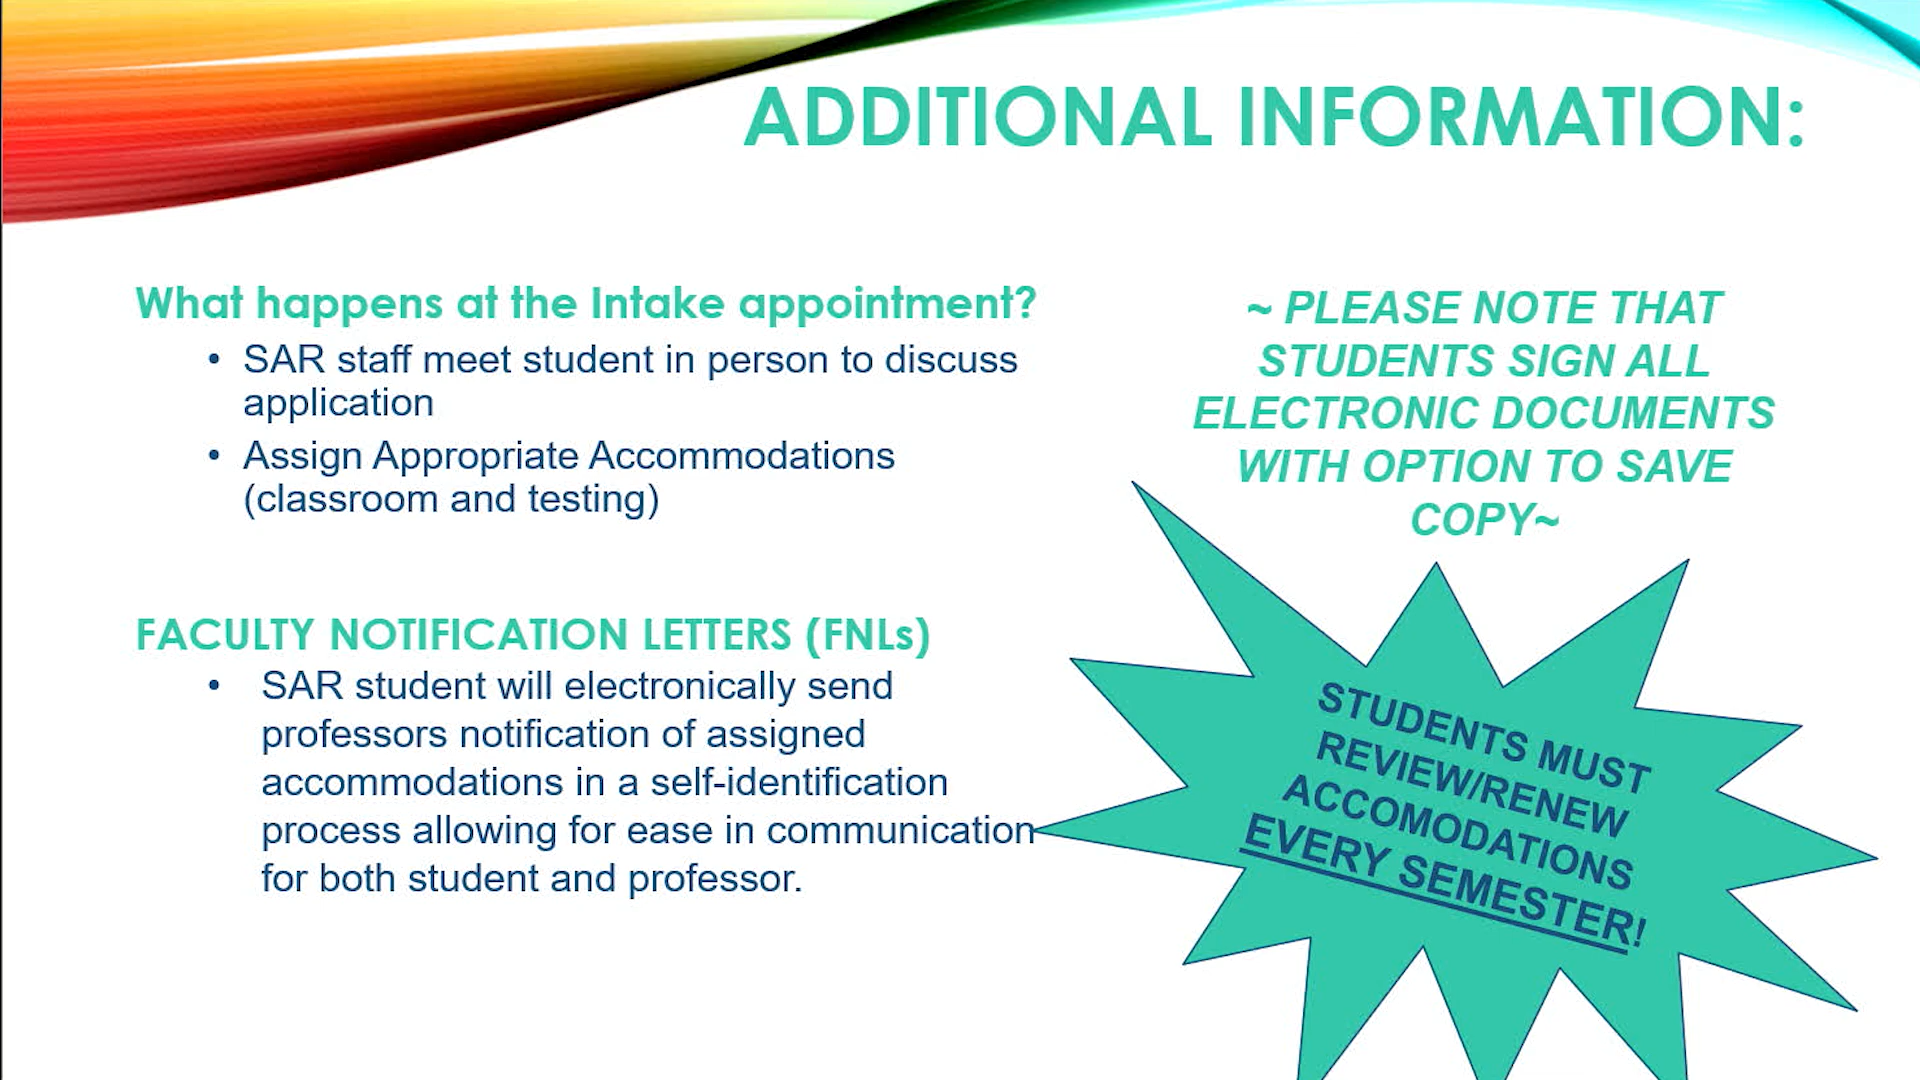 ADDITIONAL INFORMATION:
What happens at the Intake appointment?
• SAR staff meet student in person to discuss
application
• Assign Appropriate Accommodations
(classroom and testing)
FACULTY NOTIFICATION LETTERS (FNLs)
• SAR student will electronically send
professors notification of assigned
accommodations in a self-identification
process allowing for ease in communication
for both student and professor.
~ PLEASE NOTE THAT
STUDENTS SIGN ALL
ELECTRONIC DOCUMENTS
WITH OPTION TO SAVE
COPY~
STUDENTS MUST
REVIEW/RENEW
ACCOMODATIONS
EVERY SEMESTER!